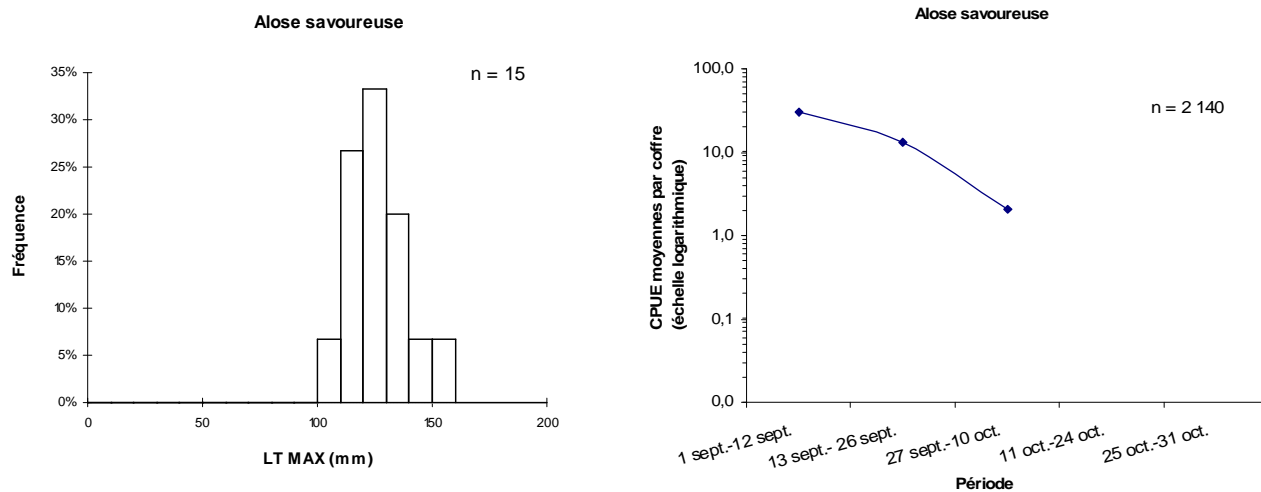 Alose savoureuse
n = 15
35%
30%
25%
20%
15%
10%
5%
0%
Fréquence
0 50 100 150 200
LT MAX (mm)
Alose savoureuse
n = 2 140
100,0
10,0
1,0
0,1
0,0
CPUE moyennes par coffre
(échelle logarithmique)
1 sept.-12 sept.
13 sept.- 26 sept.
27 sept.-10 oct.
11 oct.-24 oct.
25 oct.-31 oct.
Période